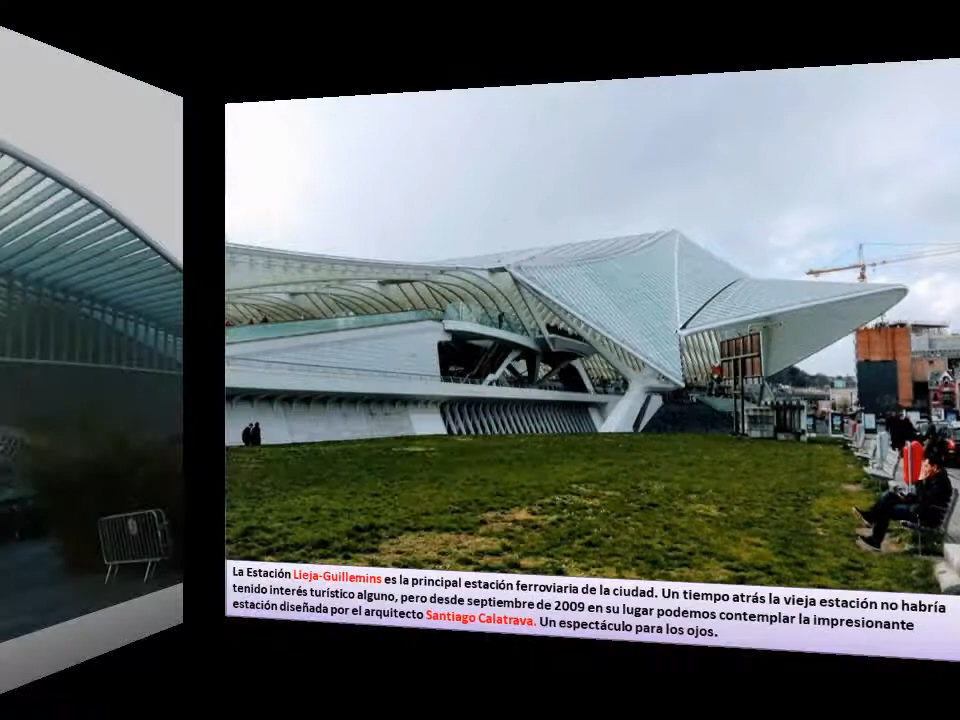 La Estación Lieja-Guillemins es la principal estación ferroviaria de la ciudad. Un tiempo atrás la vieja estación no habría
tenido interés turístico alguno, pero desde septiembre de 2009 en su lugar podemos contemplar la impresionante
estación diseñada por el arquitecto Santiago Calatrava. Un espectáculo para los ojos.